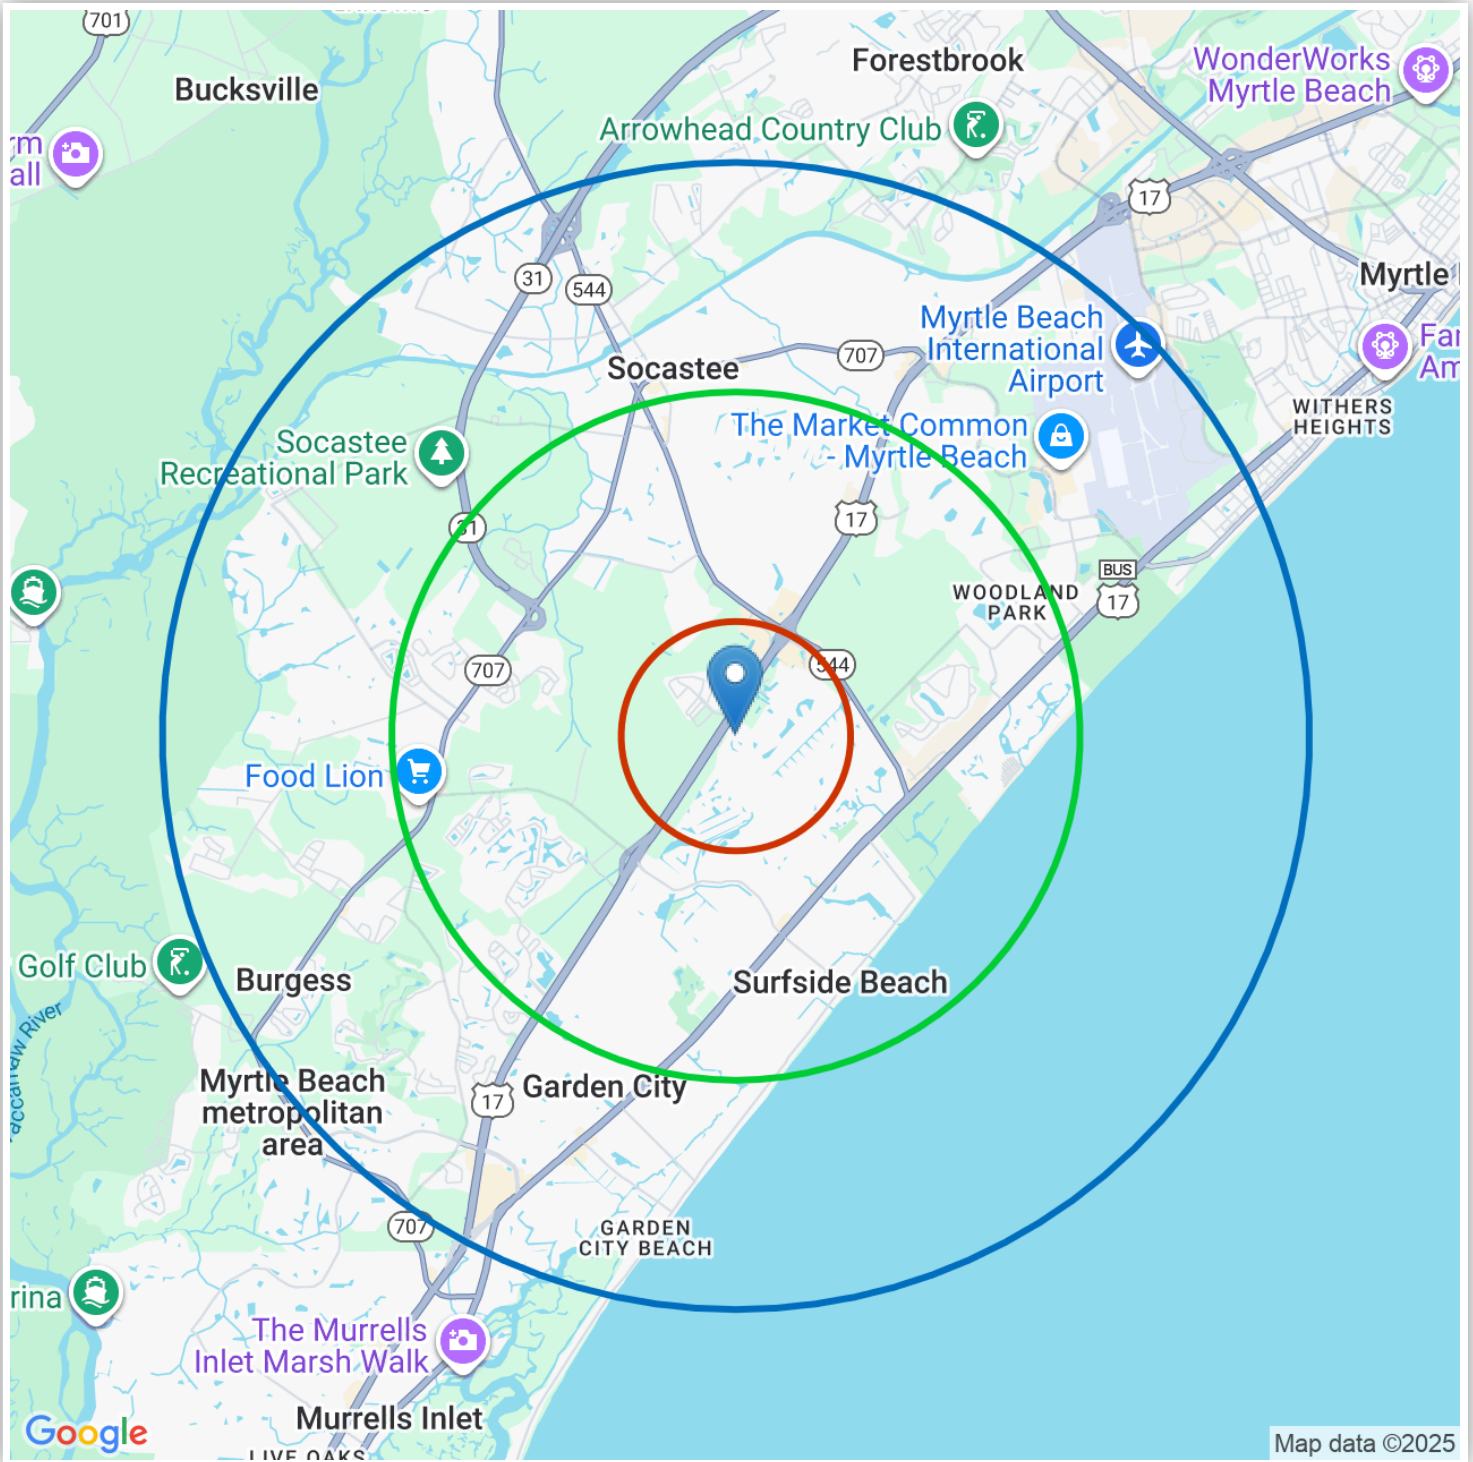 701
Bucksville
Forestbrook
WonderWorks
Myrtle Beach
Arrowhead Country Club
rm
all
17
31
544
Myrtle
Myrtle Beach
International
Airport
707
Socastee
Far
Am
WITHERS
HEIGHTS
The Market Common
- Myrtle Beach
Socastee
Recreational Park
17
31
BUS
17
WOODLAND
PARK
544
707
Food Lion
Golf Club
Burgess
Surfside Beach
accamaw River
Myrtle Beach
metropolitan
area
17
Garden City
707
GARDEN
CITY BEACH
rina
The Murrells
Inlet Marsh Walk
Murrells Inlet
Google
LIVE OAKS
Map data ©2025